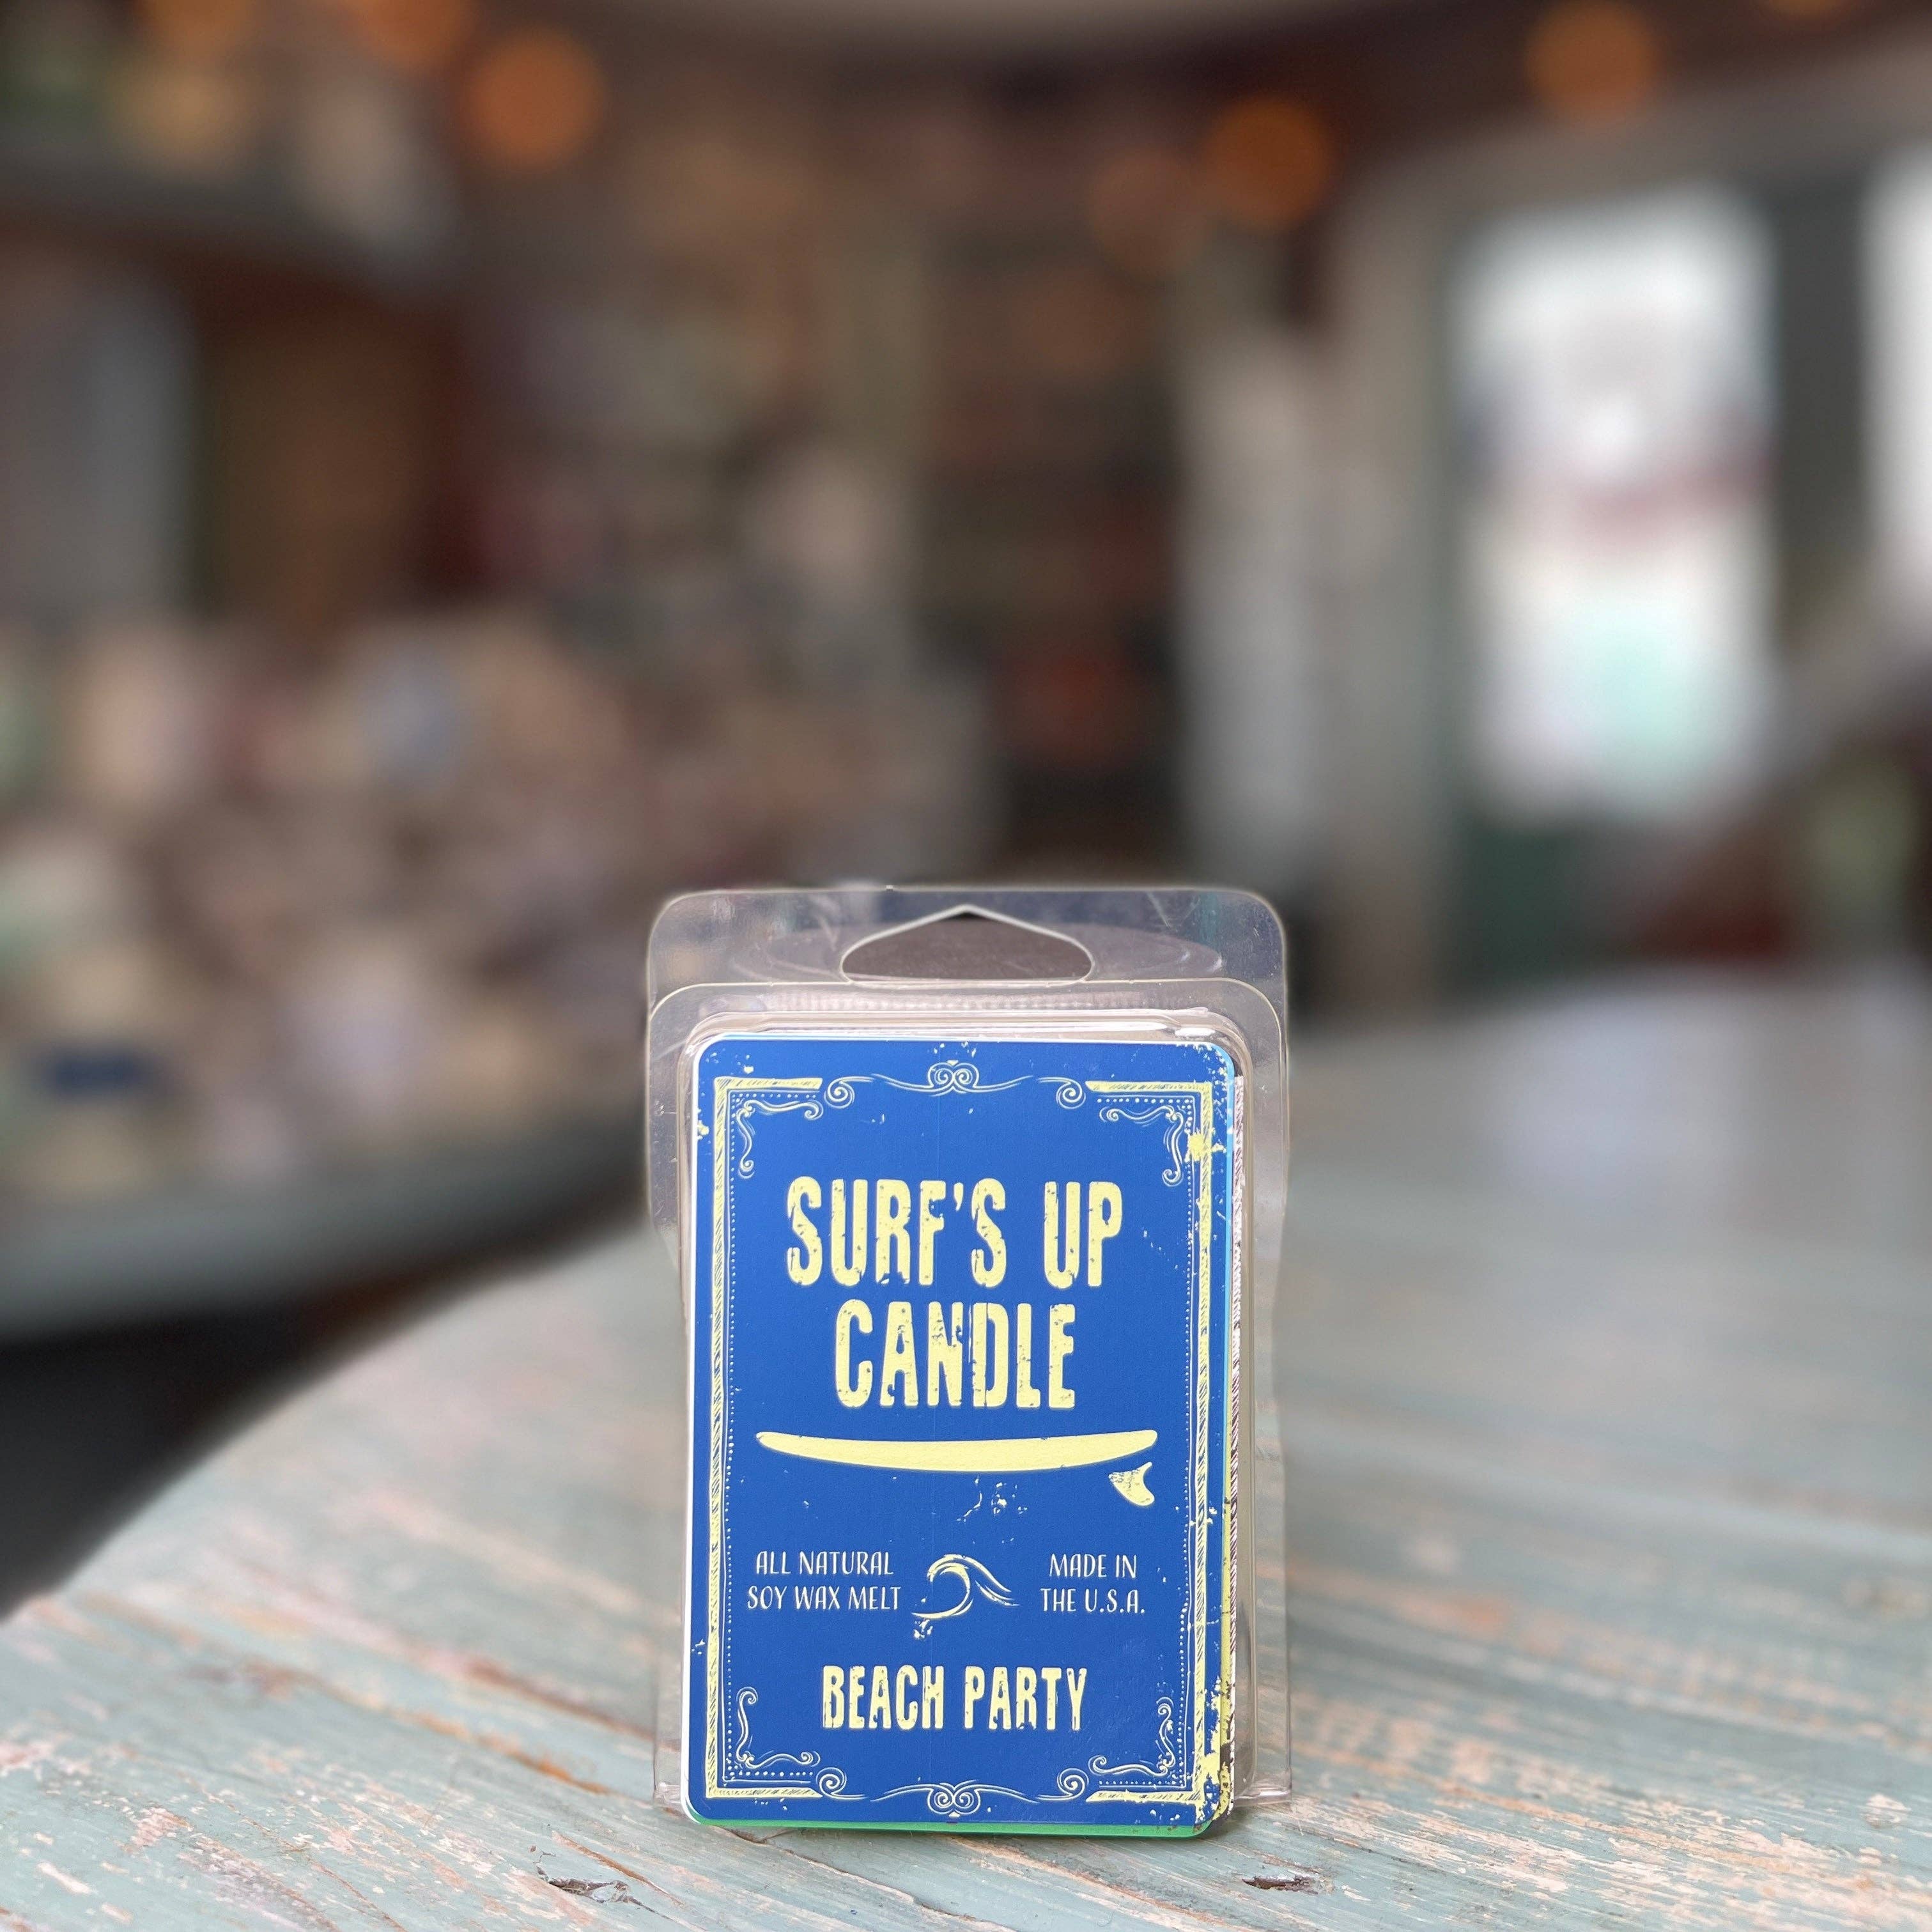 SURF'S UP
CANDLE
ALL NATURAL
SOY WAX MELT
MADE IN
THE U.S.A.
BEACH PARTY